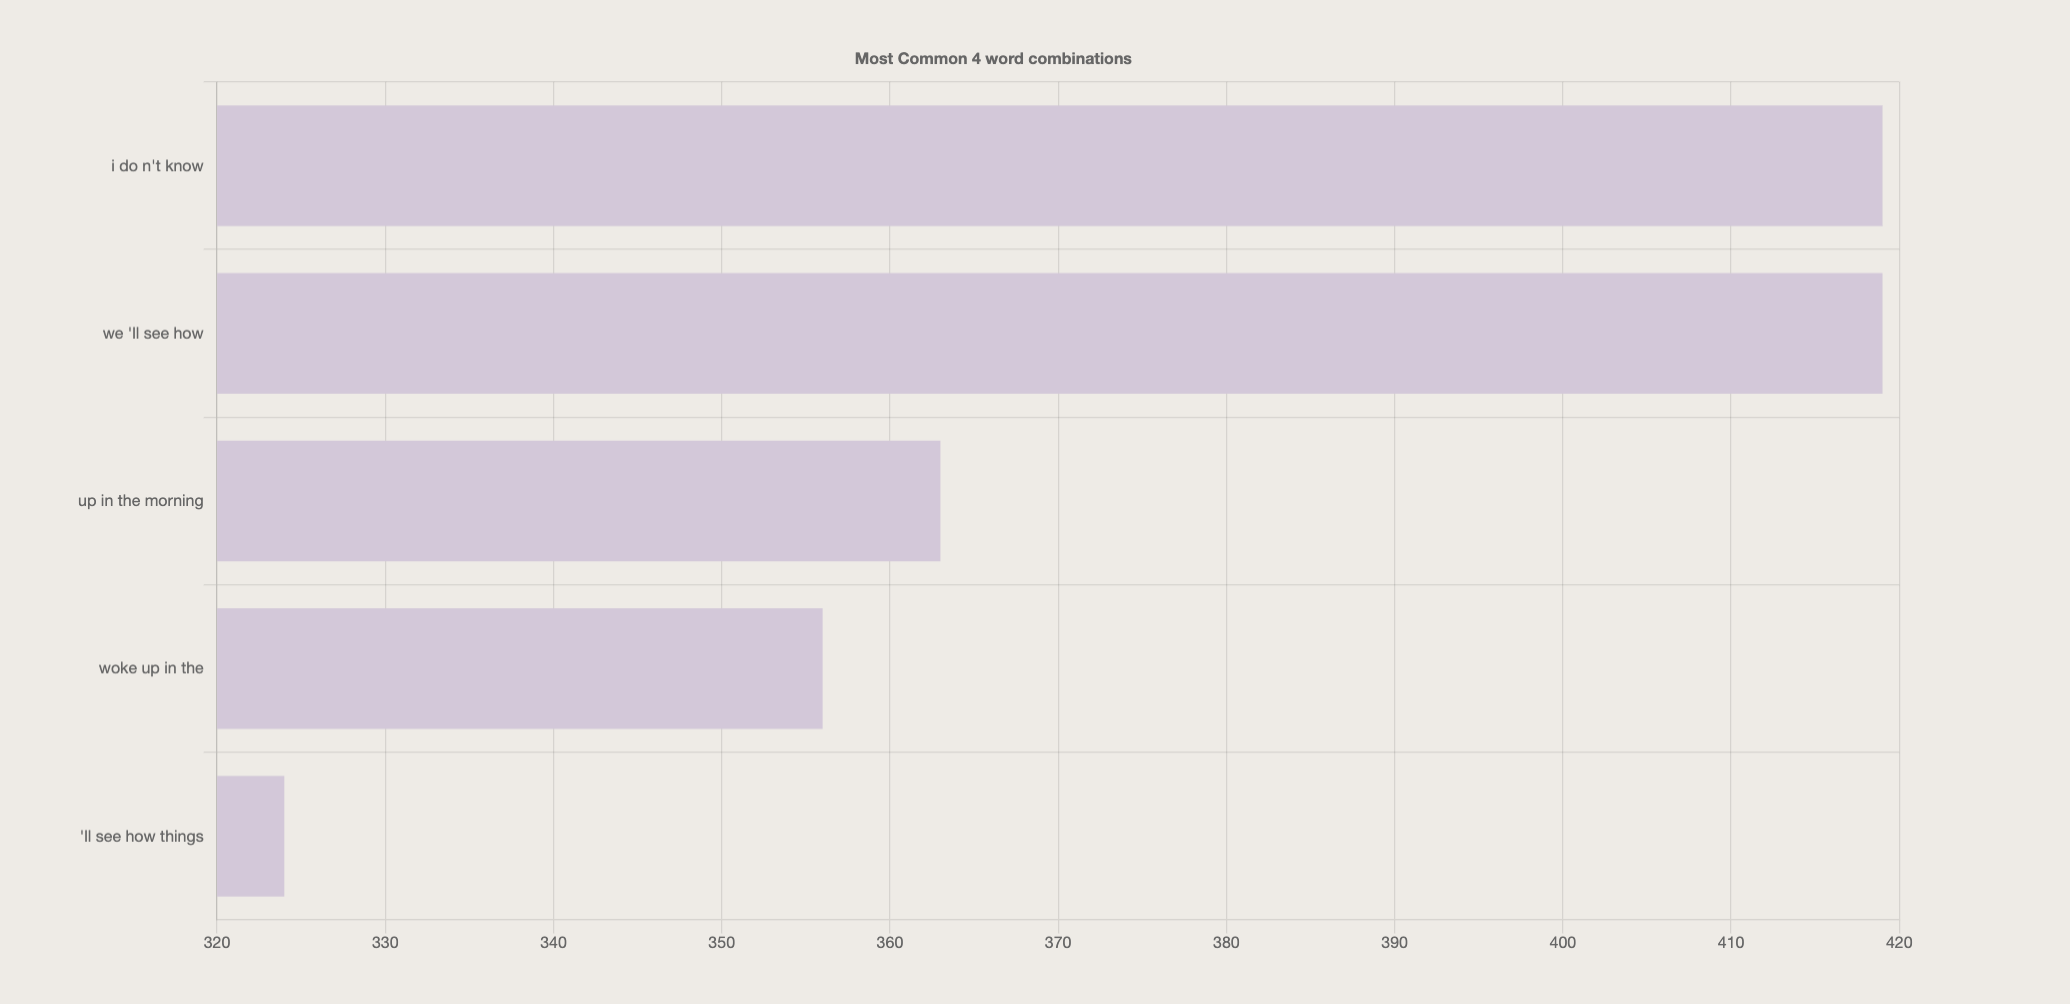 Most Common 4 word combinations
i do n't know
we 'll see how
up in the morning
woke up in the
'll see how things
320 330 340 350 360 370 380 390 400 410 420